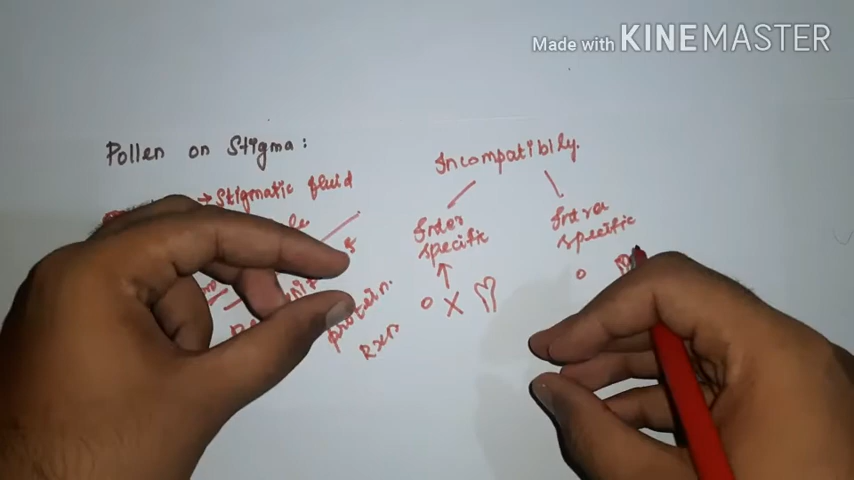 Made with KINEMASTER
Pollen on Stigma:
→ Stigmatic fluid
Incompatibily.
Inter
specific
Intra
specific
X
protein.
Rxn